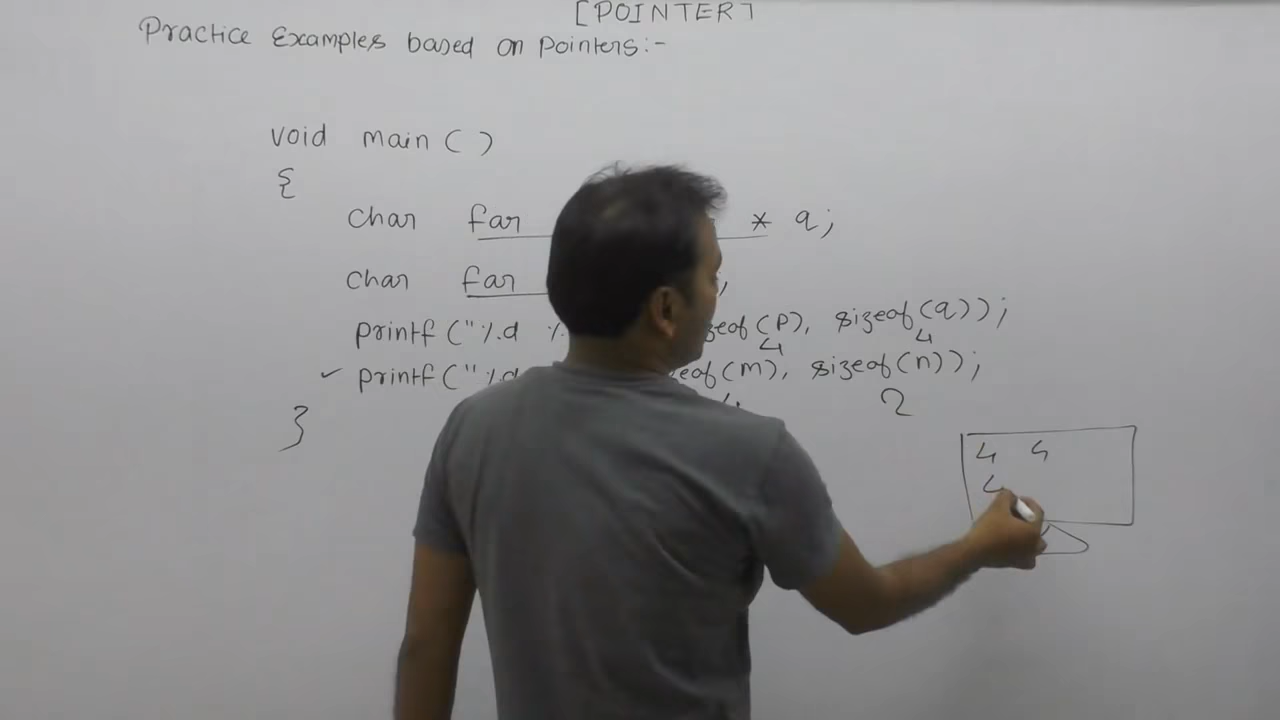 [POINTER]
Practice Examples based on Pointers:-
void main( )
{
char far * q;
char far ,
printf ("%d sizeof(p), sizeof(q));
4 4
✓ printf ("%d sizeof(m), sizeof(n));
4 2
}
4 4
4